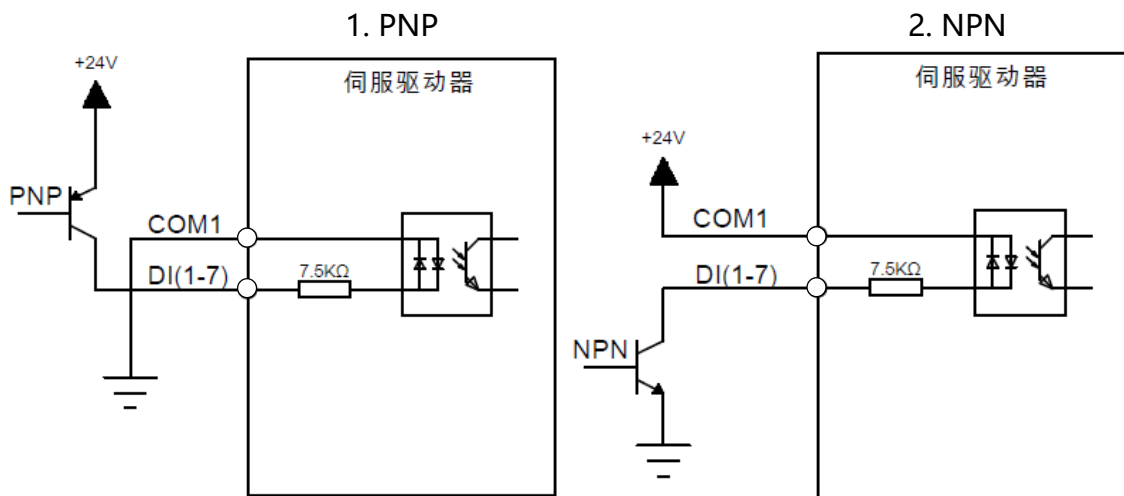 1. PNP
+24V
伺服驱动器
PNP
COM1
DI(1-7)
7.5KΩ
2. NPN
伺服驱动器
+24V
COM1
DI(1-7)
7.5KΩ
NPN